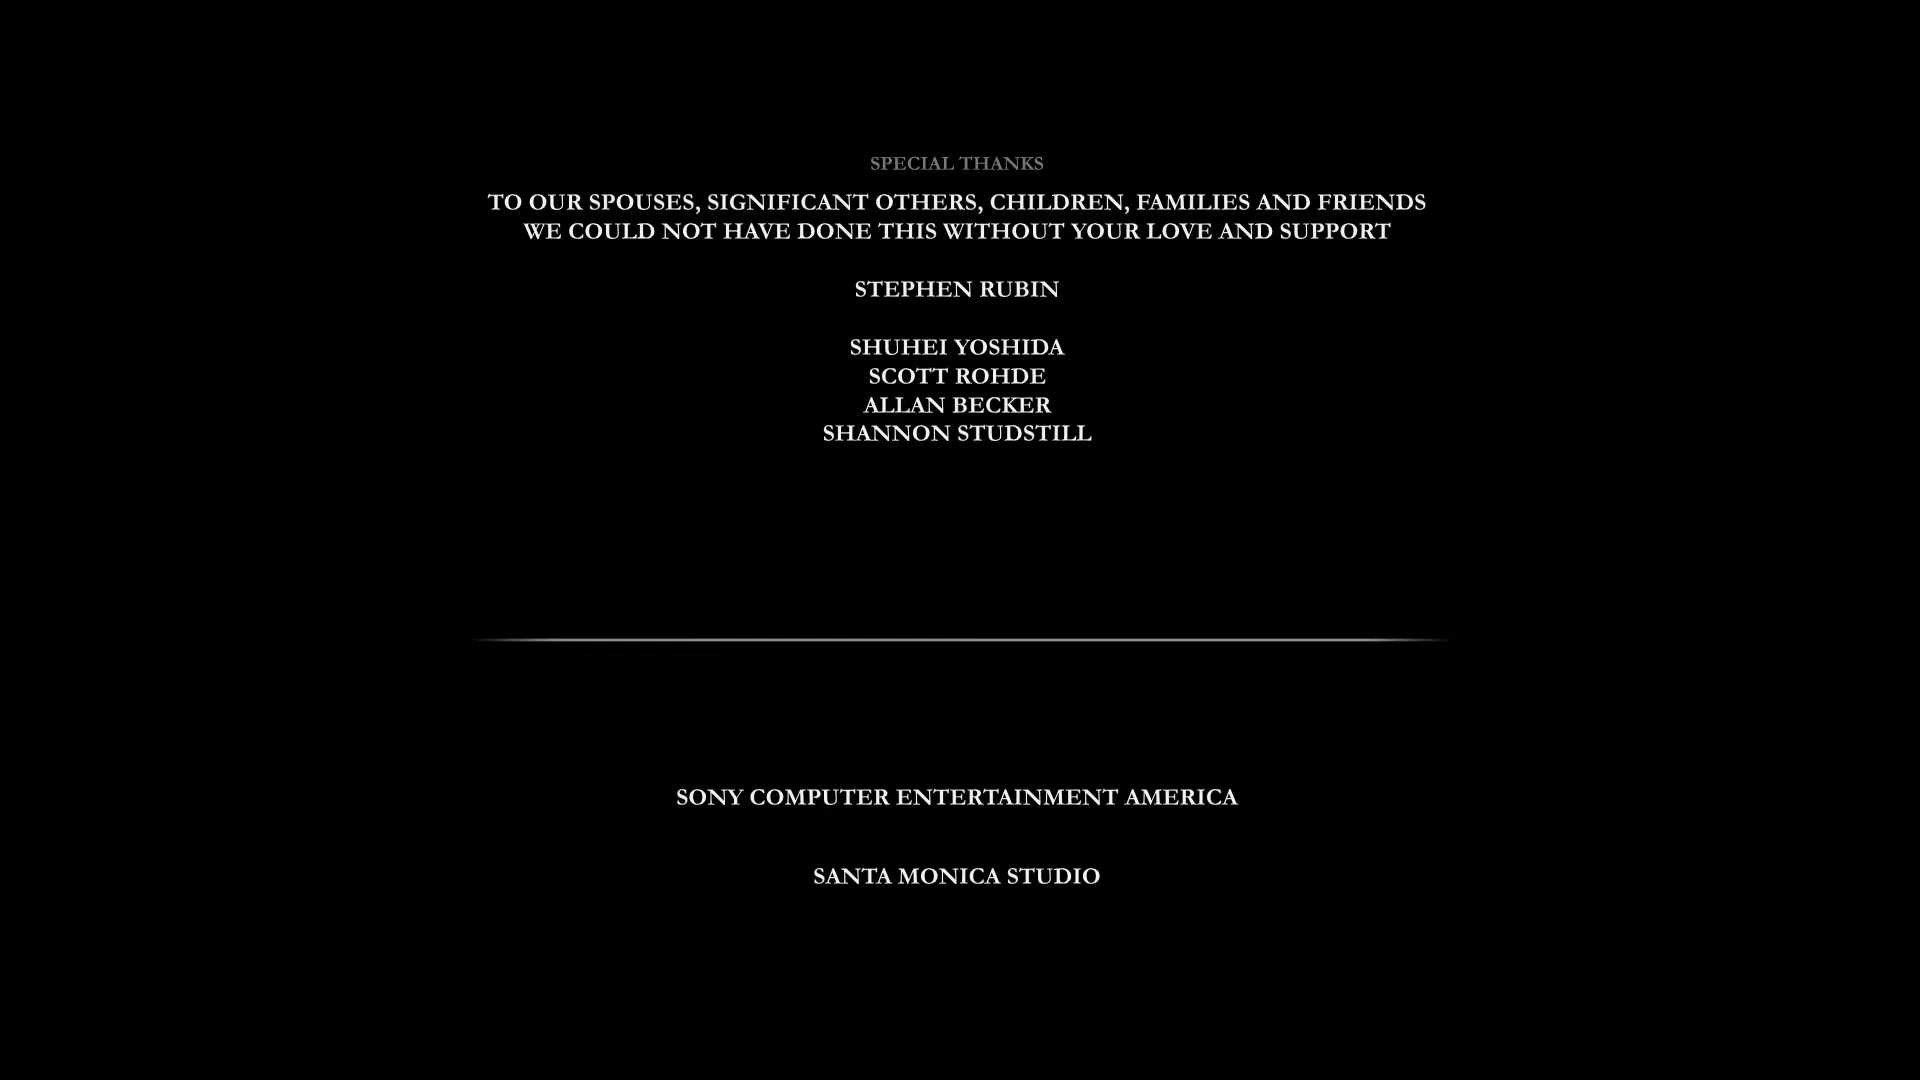 SPECIAL THANKS
TO OUR SPOUSES, SIGNIFICANT OTHERS, CHILDREN, FAMILIES AND FRIENDS
WE COULD NOT HAVE DONE THIS WITHOUT YOUR LOVE AND SUPPORT
STEPHEN RUBIN
SHUHEI YOSHIDA
SCOTT ROHDE
ALLAN BECKER
SHANNON STUDSTILL
SONY COMPUTER ENTERTAINMENT AMERICA
SANTA MONICA STUDIO